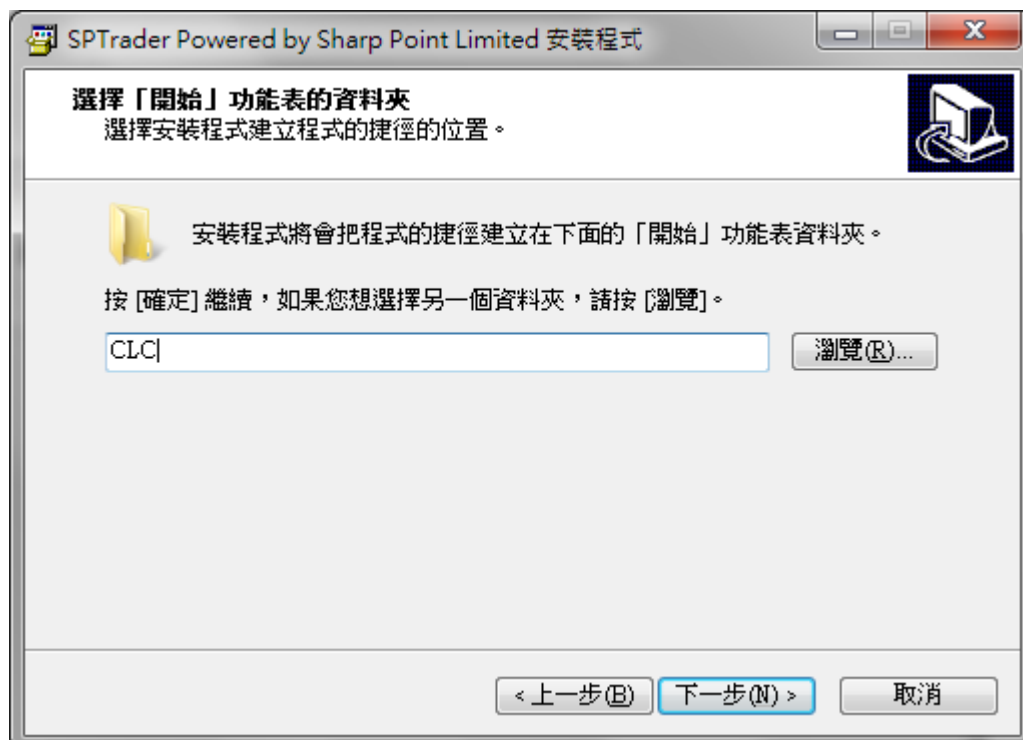 SPTrader Powered by Sharp Point Limited 安裝程式
選擇「開始」功能表的資料夾
選擇安裝程式建立程式的捷徑的位置。
安裝程式將會把程式的捷徑建立在下面的「開始」功能表資料夾。
按 [確定] 繼續，如果您想選擇另一個資料夾，請按 [瀏覽]。
CLC
瀏覽(R)...
<上一步(B)
下一步(N) >
取消